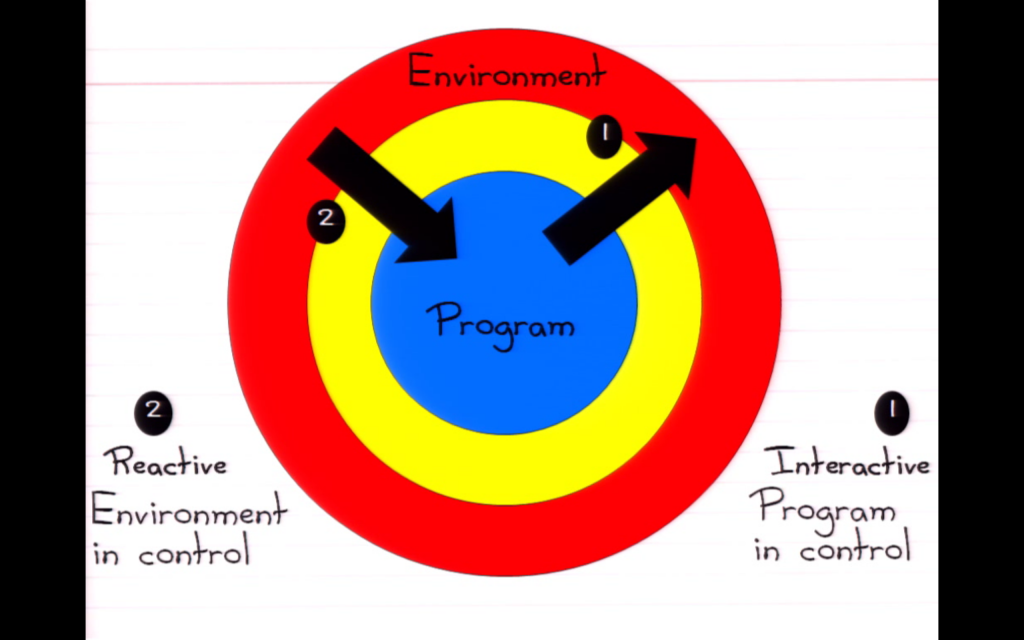 Environment
1
2
Program
2
Reactive
Environment
in control
1
Interactive
Program
in control